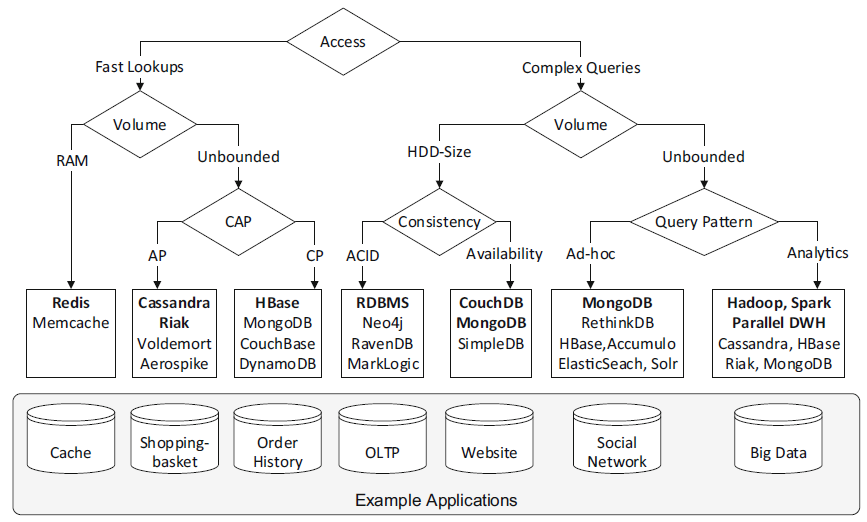 Access
Fast Lookups
Complex Queries
Volume
Volume
RAM
Unbounded
HDD-Size
Unbounded
CAP
Consistency
Query Pattern
AP
CP
ACID
Availability
Ad-hoc
Analytics
Redis
Memcache
Cassandra
Riak
Voldemort
Aerospike
HBase
MongoDB
CouchBase
DynamoDB
RDBMS
Neo4j
RavenDB
MarkLogic
CouchDB
MongoDB
SimpleDB
MongoDB
RethinkDB
HBase,Accumulo
ElasticSeach, Solr
Hadoop, Spark
Parallel DWH
Cassandra, HBase
Riak, MongoDB
Cache
Shopping-
basket
Order
History
OLTP
Website
Social
Network
Big Data
Example Applications